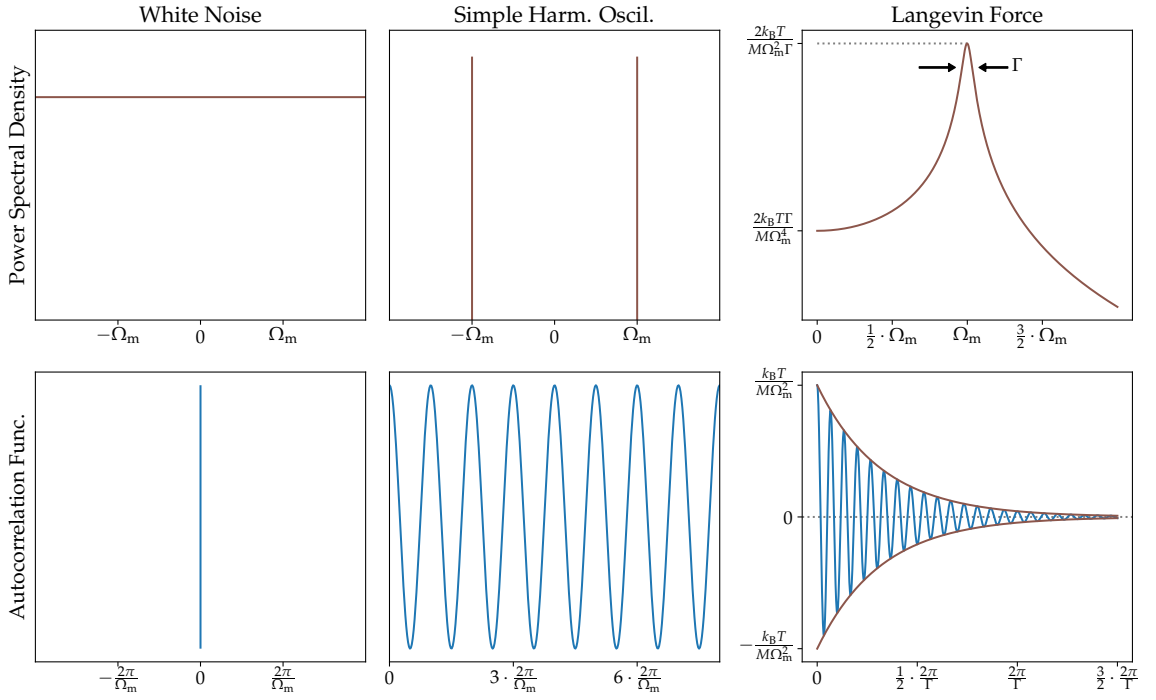 White Noise
Simple Harm. Oscil.
Langevin Force
Power Spectral Density
−Ωm 0 Ωm
−Ωm 0 Ωm
2kBT/MΩm²Γ
Γ
2kBTΓ/MΩm⁴
0 1/2 · Ωm Ωm 3/2 · Ωm
Autocorrelation Func.
−2π/Ωm 0 2π/Ωm
0 3 · 2π/Ωm 6 · 2π/Ωm
kBT/MΩm²
0
−kBT/MΩm²
0 1/2 · 2π/Γ 2π/Γ 3/2 · 2π/Γ